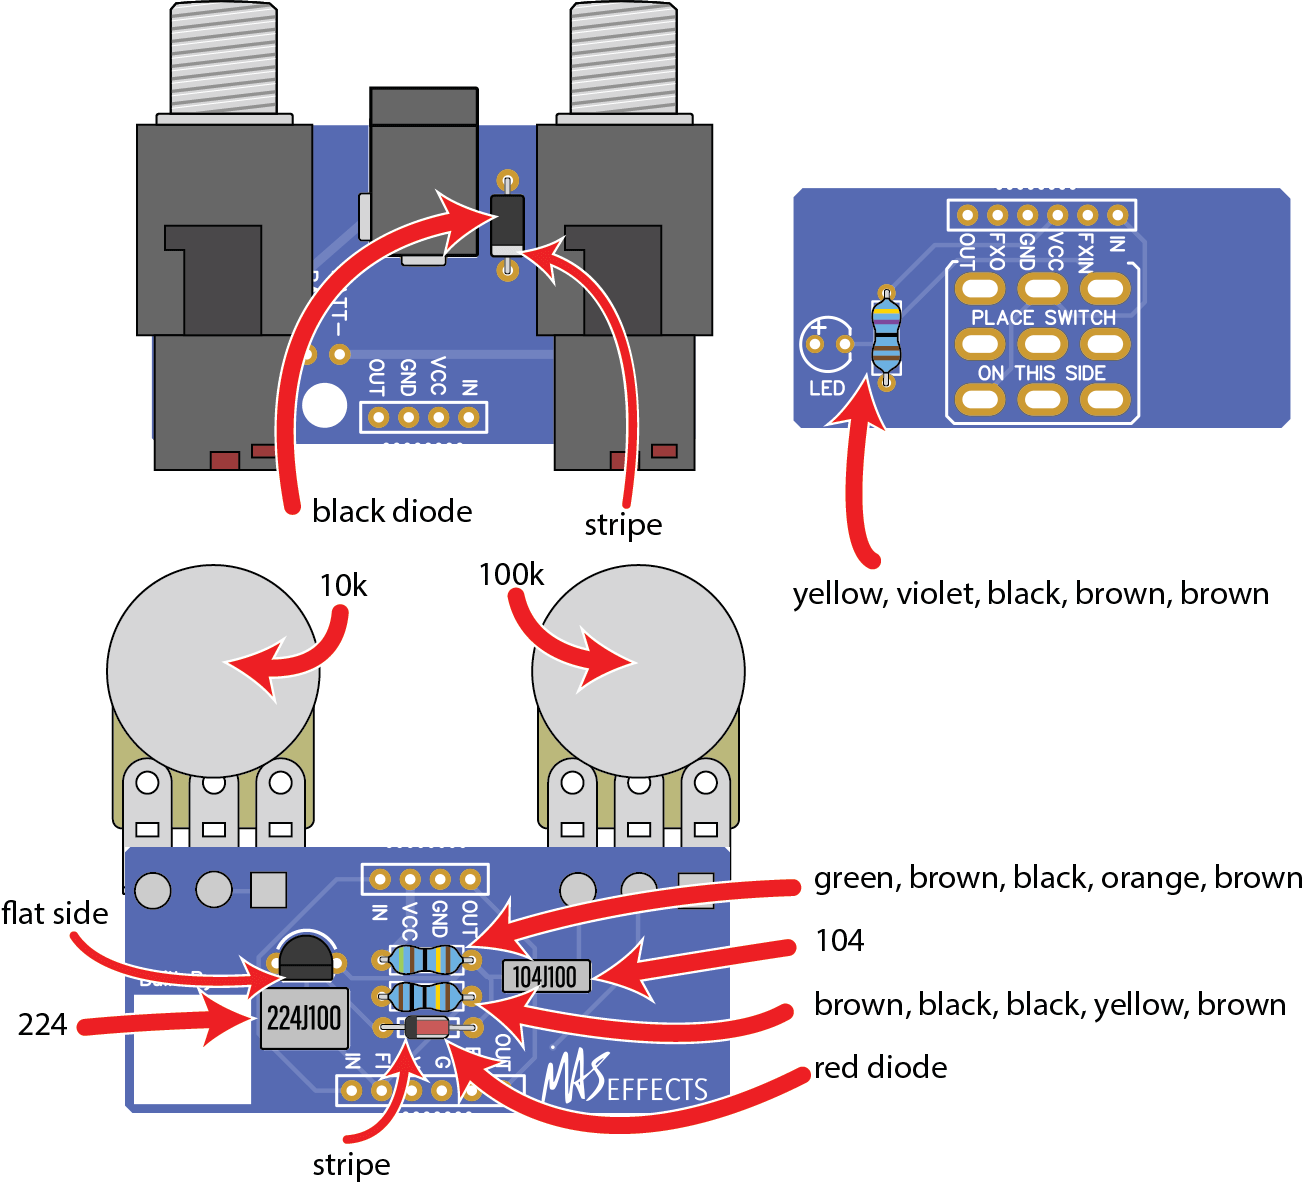 OUT
GND
VCC
IN
black diode
stripe
OUT
FXO
GND
VCC
FXIN
IN
PLACE SWITCH
ON THIS SIDE
+
LED
yellow, violet, black, brown, brown
10k
100k
IN
VCC
GND
OUT
green, brown, black, orange, brown
flat side
104
104J100
brown, black, black, yellow, brown
224
224J100
red diode
IN
G
OUT
MAS EFFECTS
stripe